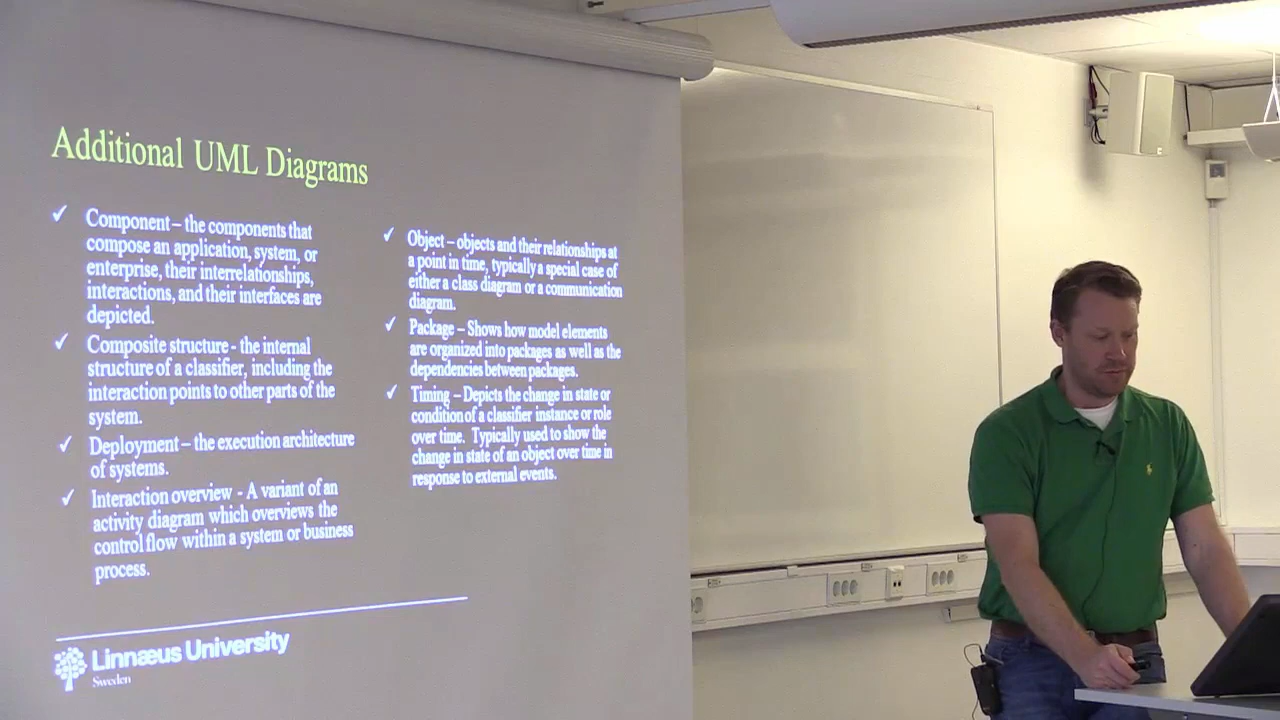 Additional UML Diagrams
✓ Component – the components that
compose an application, system, or
enterprise, their interrelationships,
interactions, and their interfaces are
depicted.
✓ Composite structure - the internal
structure of a classifier, including the
interaction points to other parts of the
system.
✓ Deployment – the execution architecture
of systems.
✓ Interaction overview - A variant of an
activity diagram which overviews the
control flow within a system or business
process.
✓ Object – objects and their relationships at
a point in time, typically a special case of
either a class diagram or a communication
diagram.
✓ Package – Shows how model elements
are organized into packages as well as the
dependencies between packages.
✓ Timing – Depicts the change in state or
condition of a classifier instance or role
over time. Typically used to show the
change in state of an object over time in
response to external events.
Linnæus University
Sweden